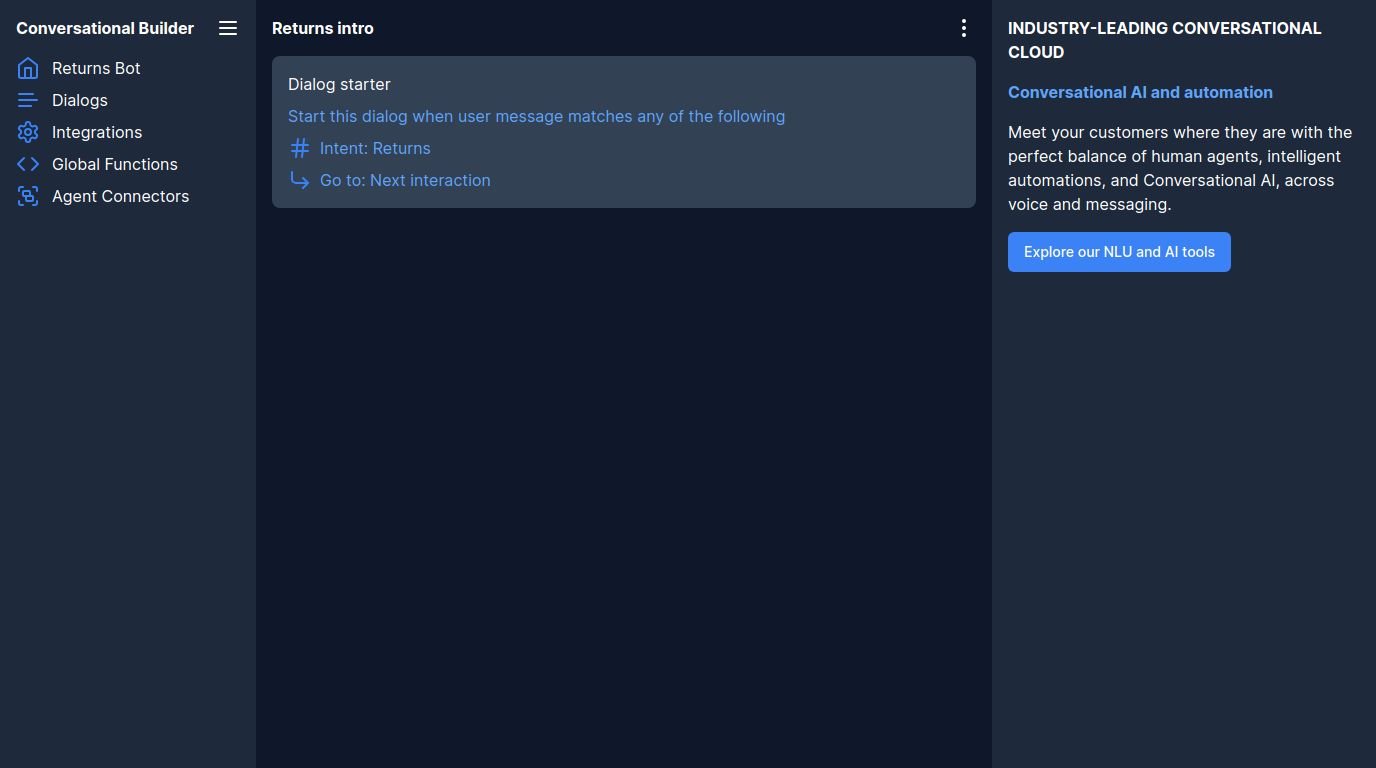 Conversational Builder
Returns Bot
Dialogs
Integrations
Global Functions
Agent Connectors
Returns intro
Dialog starter
Start this dialog when user message matches any of the following
Intent: Returns
Go to: Next interaction
INDUSTRY-LEADING CONVERSATIONAL
CLOUD
Conversational AI and automation
Meet your customers where they are with the
perfect balance of human agents, intelligent
automations, and Conversational AI, across
voice and messaging.
Explore our NLU and AI tools